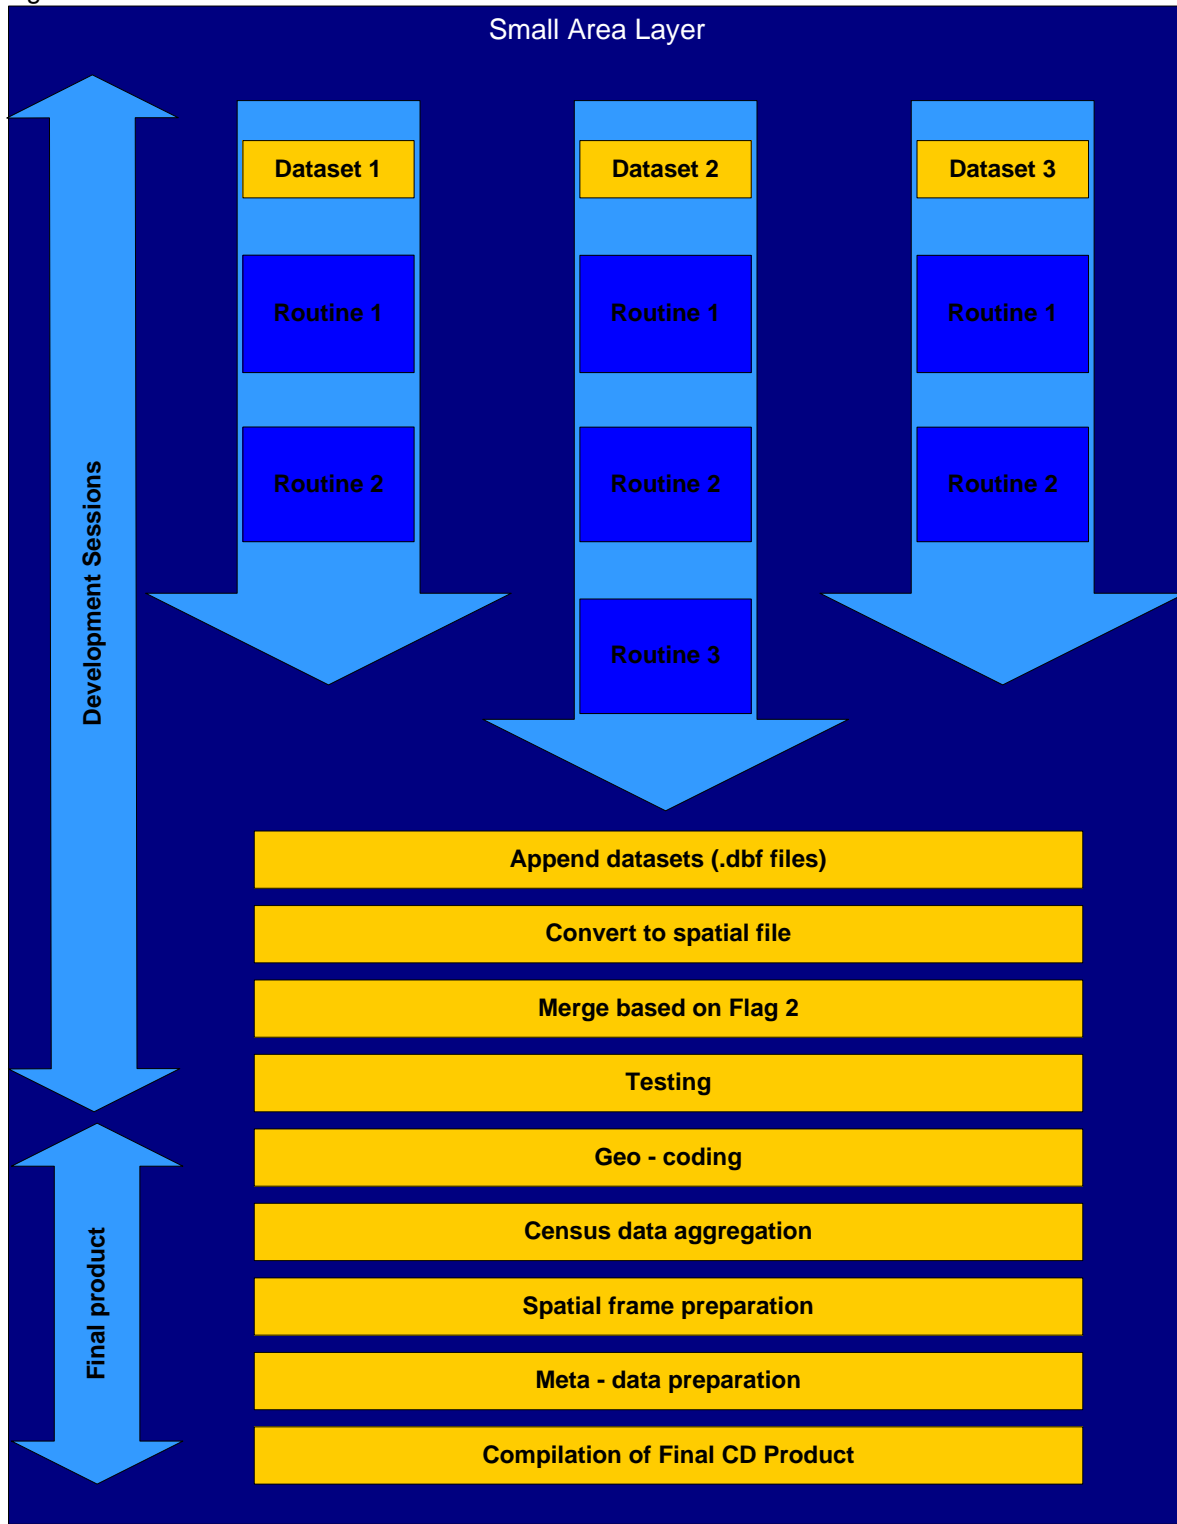 Small Area Layer
Dataset 1
Dataset 2
Dataset 3
Routine 1
Routine 1
Routine 1
Routine 2
Routine 2
Routine 2
Routine 3
Development Sessions
Append datasets (.dbf files)
Convert to spatial file
Merge based on Flag 2
Testing
Final product
Geo - coding
Census data aggregation
Spatial frame preparation
Meta - data preparation
Compilation of Final CD Product